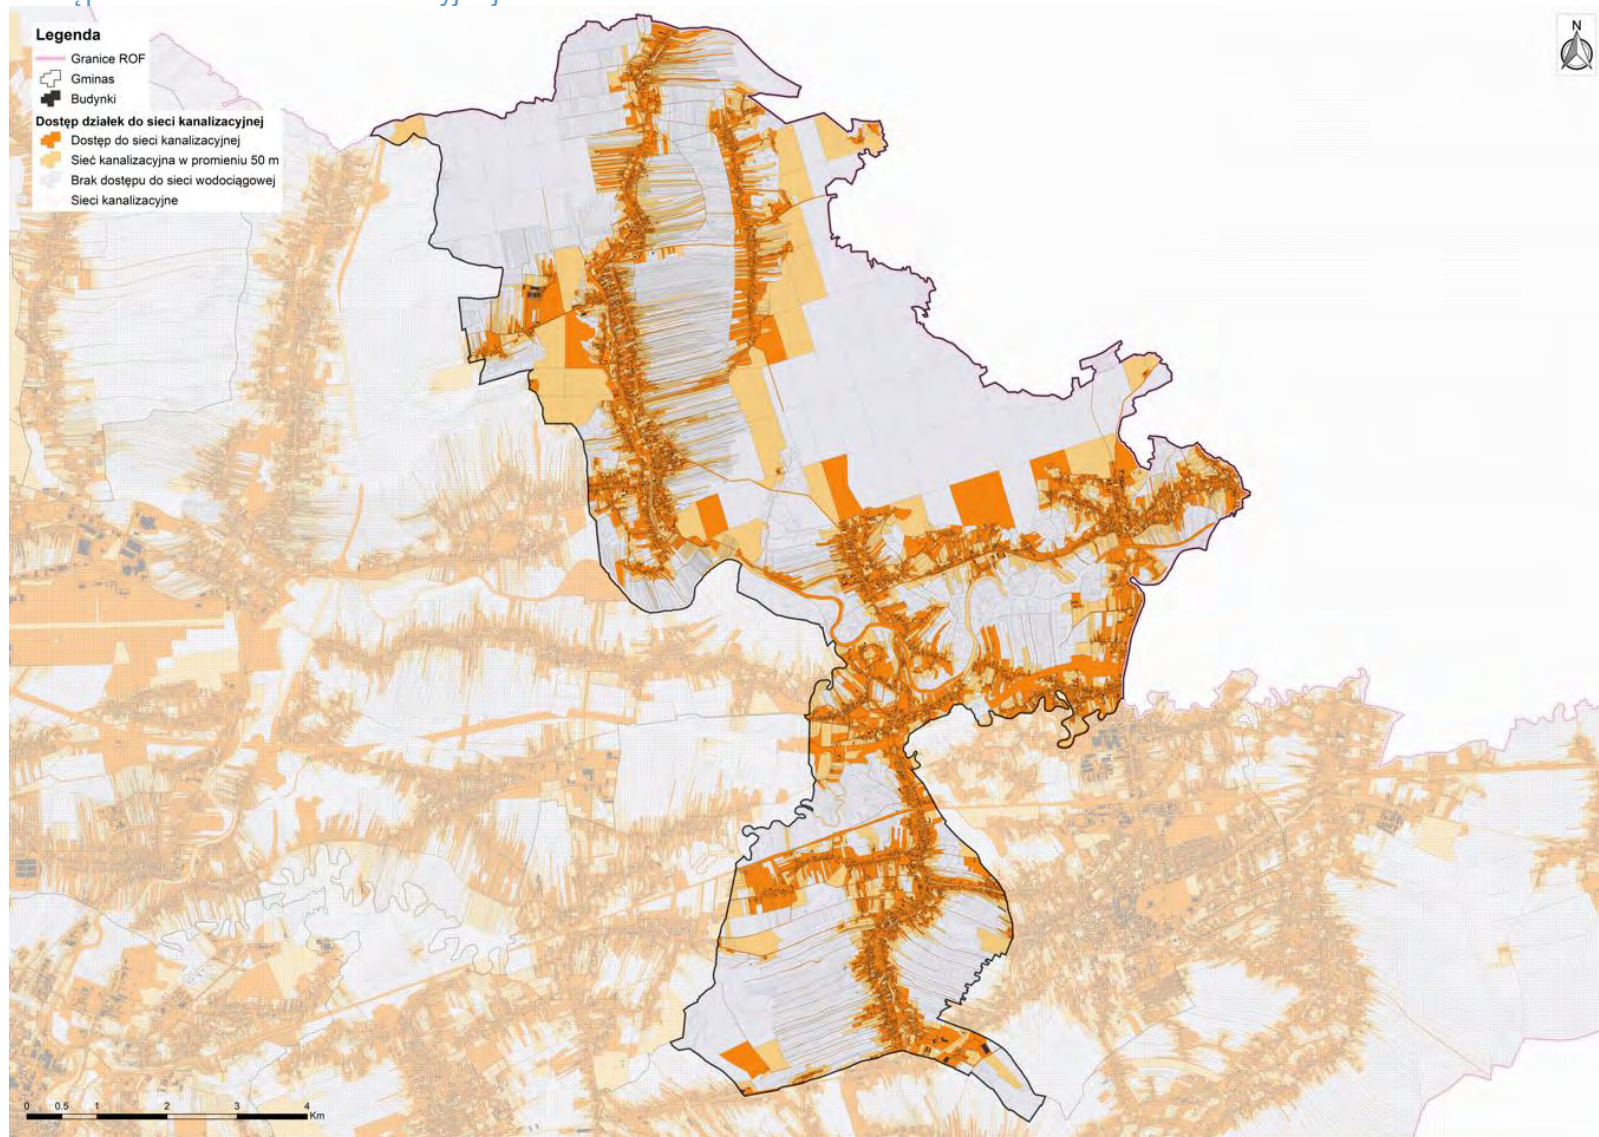 Legenda
Granice ROF
Gminas
Budynki
Dostęp działek do sieci kanalizacyjnej
Dostęp do sieci kanalizacyjnej
Sieć kanalizacyjna w promieniu 50 m
Brak dostępu do sieci wodociągowej
Sieci kanalizacyjne
N
0 0.5 1 2 3 4
Km